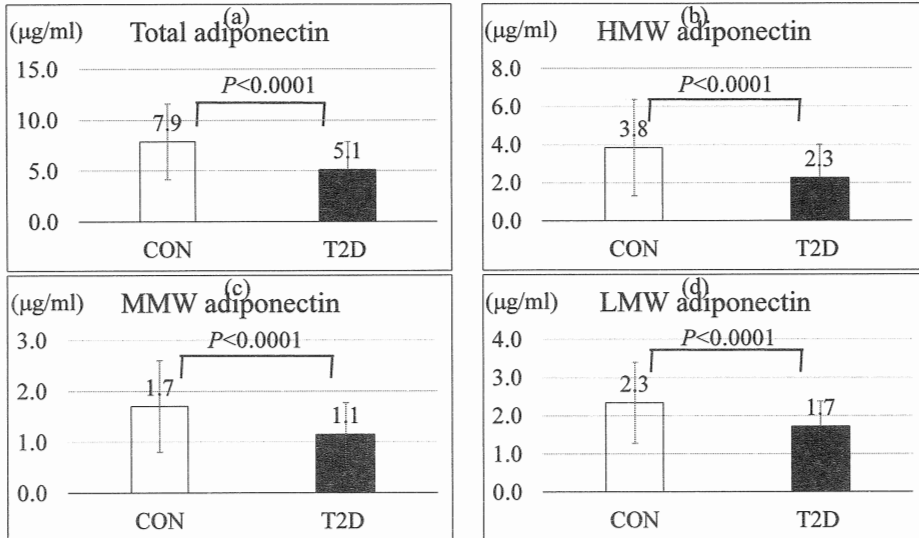 (a)
(μg/ml) Total adiponectin
15.0
P<0.0001
10.0
7.9
5.1
5.0
0.0
CON T2D
(b)
(μg/ml) HMW adiponectin
8.0
P<0.0001
6.0
3.8
4.0
2.3
2.0
0.0
CON T2D
(c)
(μg/ml) MMW adiponectin
3.0
P<0.0001
2.0
1.7
1.1
1.0
0.0
CON T2D
(d)
(μg/ml) LMW adiponectin
4.0
P<0.0001
3.0
2.3
1.7
2.0
1.0
0.0
CON T2D